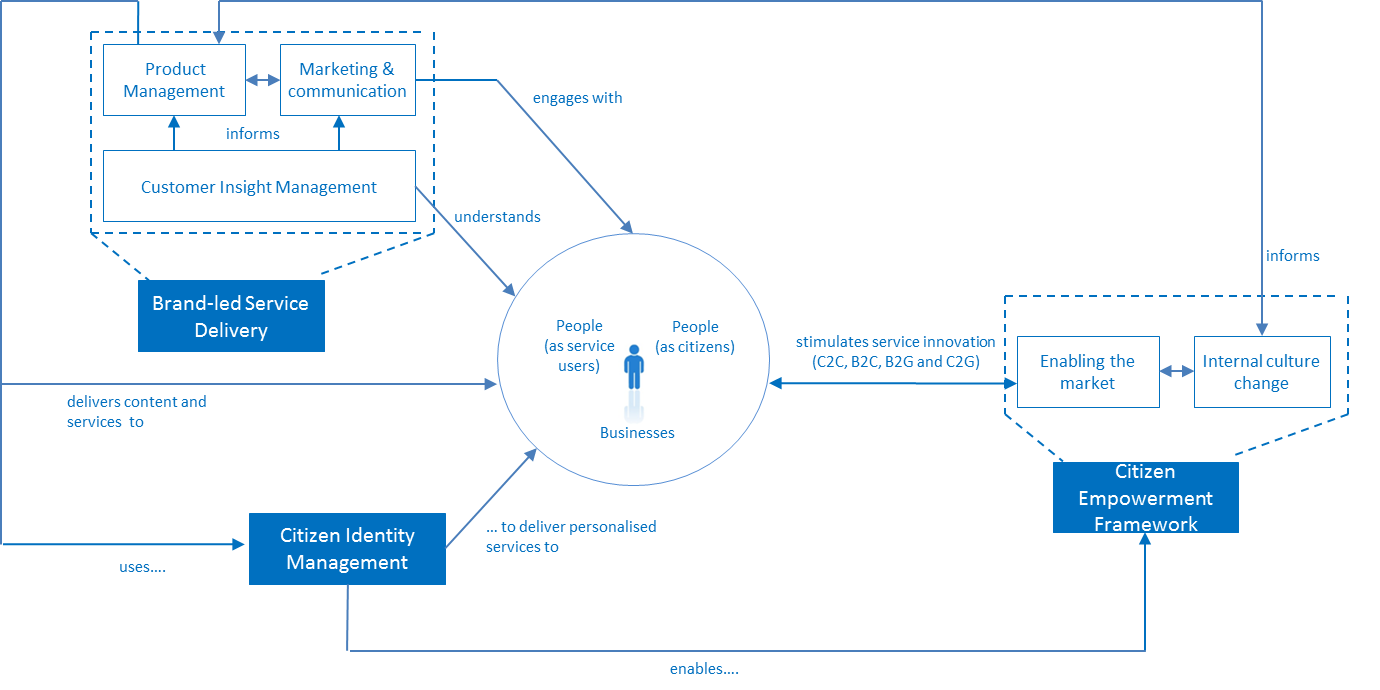 Product
Management
Marketing &
communication
engages with
informs
Customer Insight Management
understands
Brand-led Service
Delivery
informs
People
(as service
users)
People
(as citizens)
Businesses
stimulates service innovation
(C2C, B2C, B2G and C2G)
Enabling the
market
Internal culture
change
delivers content and
services to
Citizen
Empowerment
Framework
Citizen Identity
Management
... to deliver personalised
services to
uses....
enables....